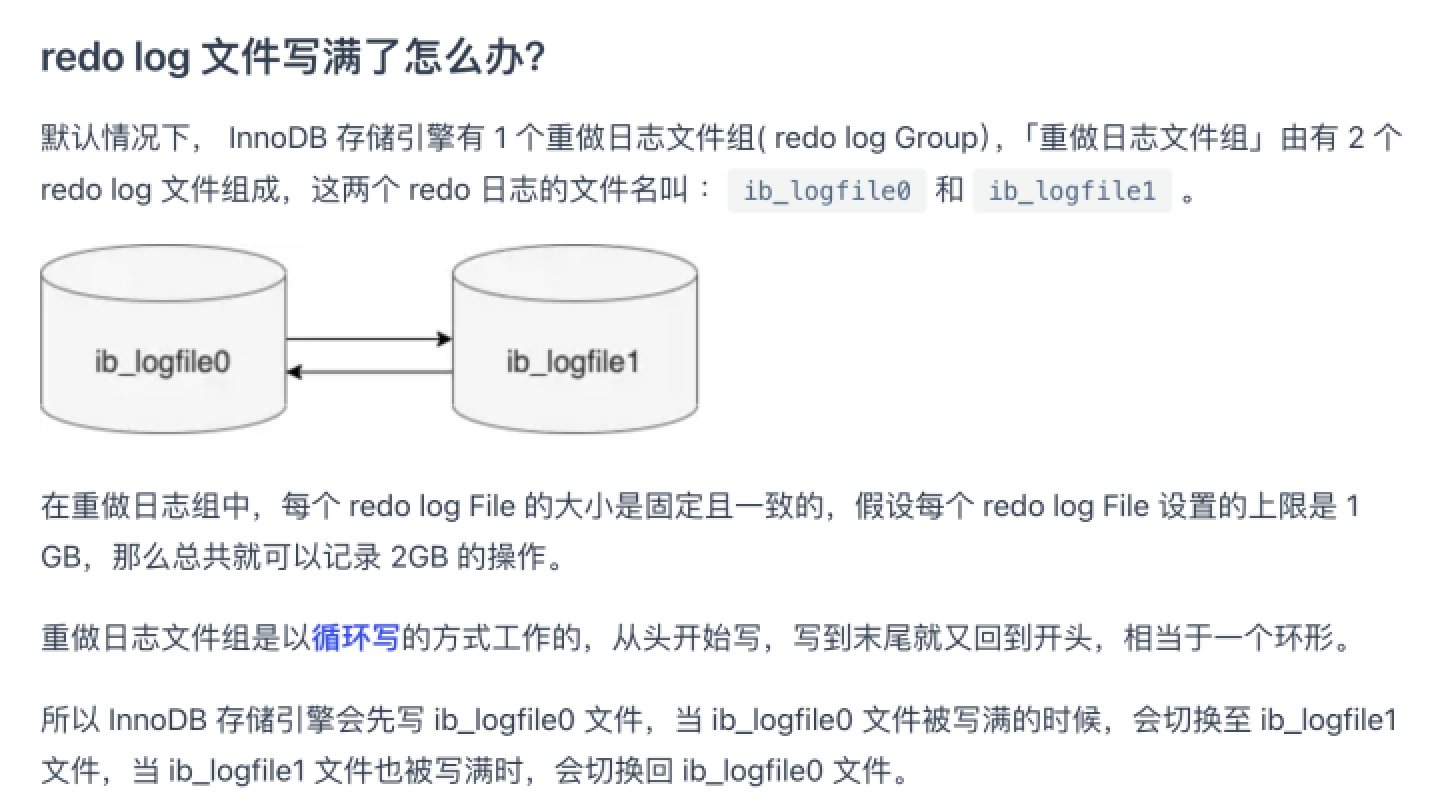 redo log 文件写满了怎么办?
默认情况下， InnoDB 存储引擎有 1 个重做日志文件组( redo log Group)，「重做日志文件组」由有 2 个
redo log 文件组成，这两个 redo 日志的文件名叫 ： ib_logfile0 和 ib_logfile1 。
ib_logfile0
ib_logfile1
在重做日志组中，每个 redo log File 的大小是固定且一致的，假设每个 redo log File 设置的上限是 1
GB，那么总共就可以记录 2GB 的操作。
重做日志文件组是以循环写的方式工作的，从头开始写，写到末尾就又回到开头，相当于一个环形。
所以 InnoDB 存储引擎会先写 ib_logfile0 文件，当 ib_logfile0 文件被写满的时候，会切换至 ib_logfile1
文件，当 ib_logfile1 文件也被写满时，会切换回 ib_logfile0 文件。